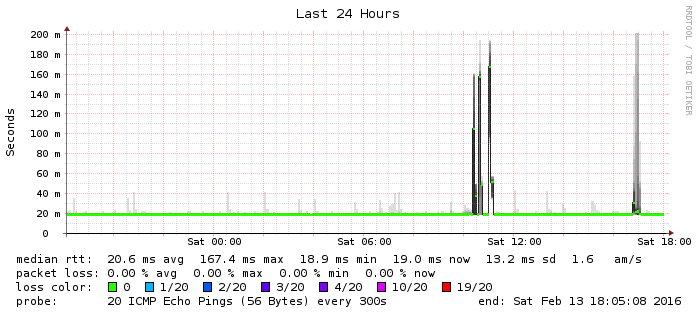 Last 24 Hours
RRDTOOL / TOBI OETIKER
Seconds
200 m
180 m
160 m
140 m
120 m
100 m
80 m
60 m
40 m
20 m
0
Sat 00:00 Sat 06:00 Sat 12:00 Sat 18:00
median rtt: 20.6 ms avg 167.4 ms max 18.9 ms min 19.0 ms now 13.2 ms sd 1.6 am/s
packet loss: 0.00 % avg 0.00 % max 0.00 % min 0.00 % now
loss color: 0 1/20 2/20 3/20 4/20 10/20 19/20
probe: 20 ICMP Echo Pings (56 Bytes) every 300s end: Sat Feb 13 18:05:08 2016